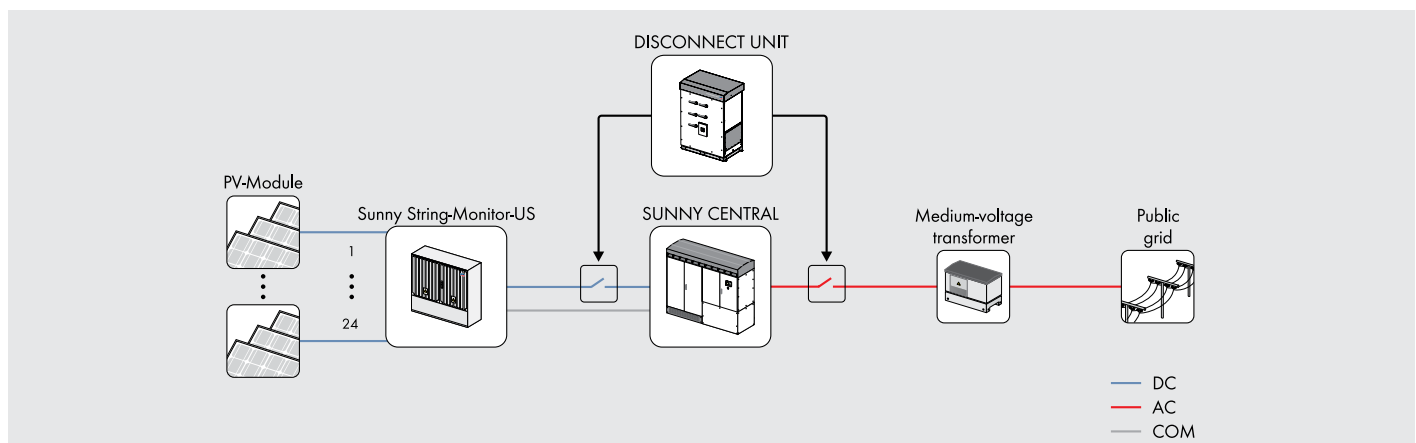 DISCONNECT UNIT
PV-Module
Sunny String-Monitor-US
SUNNY CENTRAL
Medium-voltage
transformer
Public
grid
1
24
DC
AC
COM